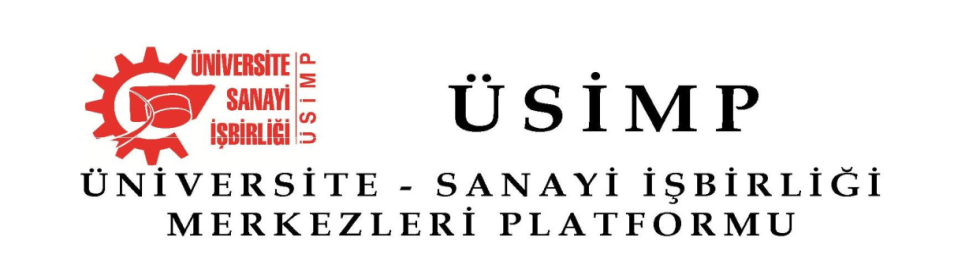 ÜNİVERSİTE
SANAYİ
İŞBİRLİĞİ
ÜSİMP
ÜSİMP
ÜNİVERSİTE - SANAYİ İŞBİRLİĞİ
MERKEZLERİ PLATFORMU